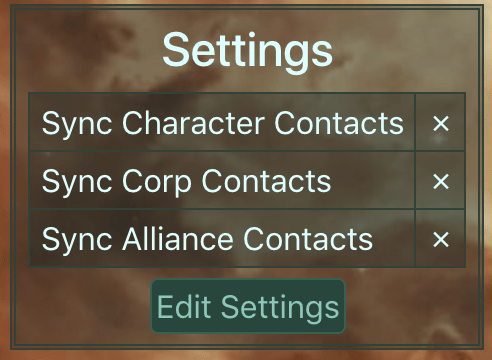 Settings
Sync Character Contacts ×
Sync Corp Contacts ×
Sync Alliance Contacts ×
Edit Settings